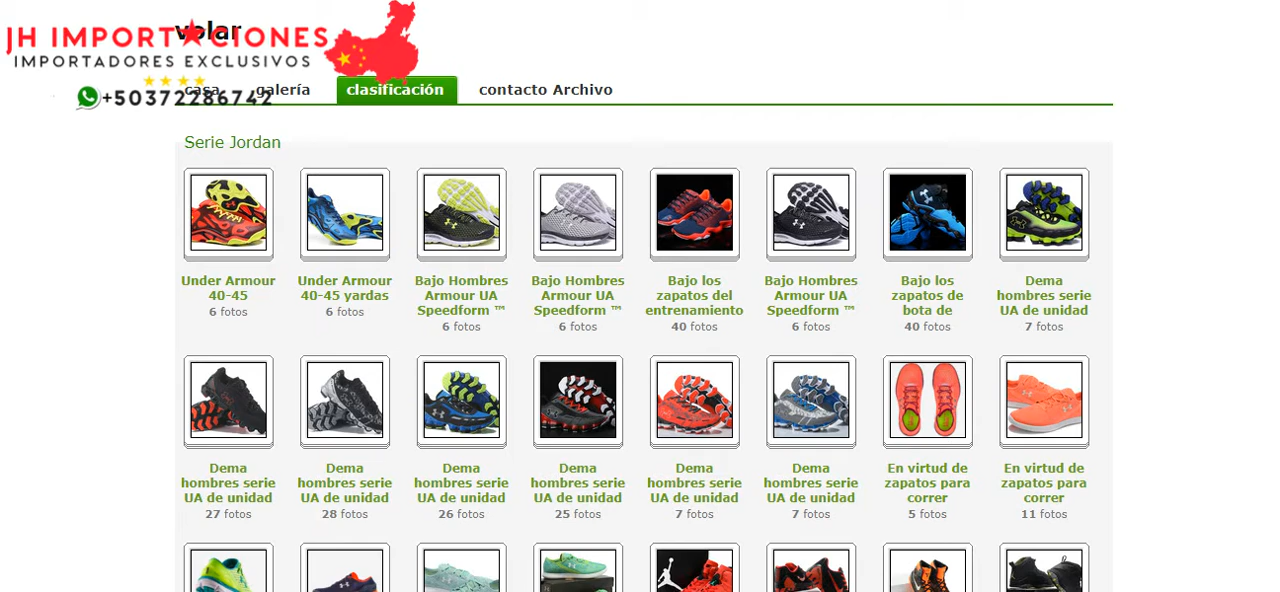 volar
JH IMPORTACIONES
IMPORTADORES EXCLUSIVOS
+50372286742
casa
galería
clasificación
contacto Archivo
Serie Jordan
Under Armour
40-45
6 fotos
Under Armour
40-45 yardas
6 fotos
Bajo Hombres
Armour UA
Speedform ™
6 fotos
Bajo Hombres
Armour UA
Speedform ™
6 fotos
Bajo los
zapatos del
entrenamiento
40 fotos
Bajo Hombres
Armour UA
Speedform ™
6 fotos
Bajo los
zapatos de
bota de
40 fotos
Dema
hombres serie
UA de unidad
7 fotos
Dema
hombres serie
UA de unidad
27 fotos
Dema
hombres serie
UA de unidad
28 fotos
Dema
hombres serie
UA de unidad
26 fotos
Dema
hombres serie
UA de unidad
25 fotos
Dema
hombres serie
UA de unidad
7 fotos
Dema
hombres serie
UA de unidad
7 fotos
En virtud de
zapatos para
correr
5 fotos
En virtud de
zapatos para
correr
11 fotos